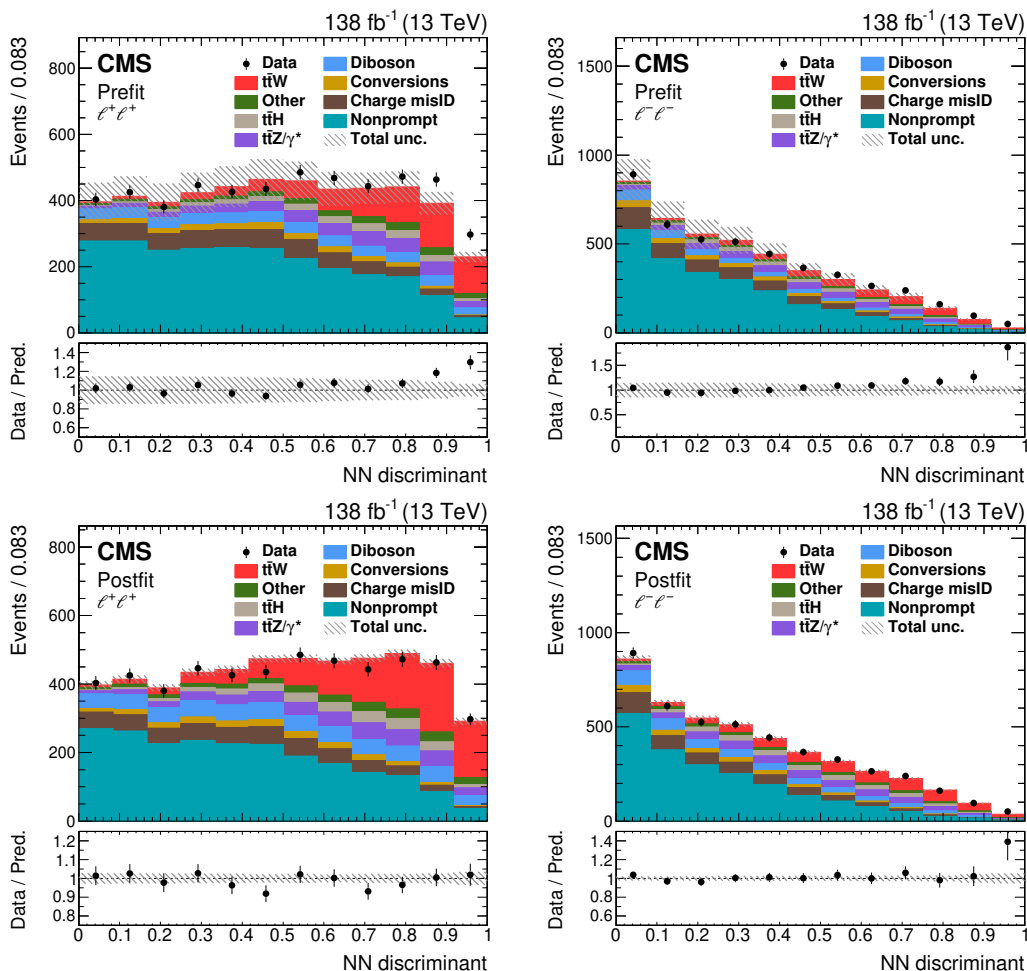 138 fb⁻¹ (13 TeV)
Events / 0.083
800
600
400
200
0
CMS
Prefit
ℓ⁺ℓ⁺
Data
tt̄W
Other
tt̄H
tt̄Z/γ*
Diboson
Conversions
Charge misID
Nonprompt
Total unc.
Data / Pred.
1.4
1.2
1
0.8
0.6
0 0.1 0.2 0.3 0.4 0.5 0.6 0.7 0.8 0.9 1
NN discriminant
138 fb⁻¹ (13 TeV)
Events / 0.083
1500
1000
500
0
CMS
Prefit
ℓ⁻ℓ⁻
Data
tt̄W
Other
tt̄H
tt̄Z/γ*
Diboson
Conversions
Charge misID
Nonprompt
Total unc.
Data / Pred.
1.5
1
0.5
0 0.1 0.2 0.3 0.4 0.5 0.6 0.7 0.8 0.9 1
NN discriminant
138 fb⁻¹ (13 TeV)
Events / 0.083
800
600
400
200
0
CMS
Postfit
ℓ⁺ℓ⁺
Data
tt̄W
Other
tt̄H
tt̄Z/γ*
Diboson
Conversions
Charge misID
Nonprompt
Total unc.
Data / Pred.
1.2
1.1
1
0.9
0.8
0 0.1 0.2 0.3 0.4 0.5 0.6 0.7 0.8 0.9 1
NN discriminant
138 fb⁻¹ (13 TeV)
Events / 0.083
1500
1000
500
0
CMS
Postfit
ℓ⁻ℓ⁻
Data
tt̄W
Other
tt̄H
tt̄Z/γ*
Diboson
Conversions
Charge misID
Nonprompt
Total unc.
Data / Pred.
1.4
1.2
1
0.8
0.6
0 0.1 0.2 0.3 0.4 0.5 0.6 0.7 0.8 0.9 1
NN discriminant